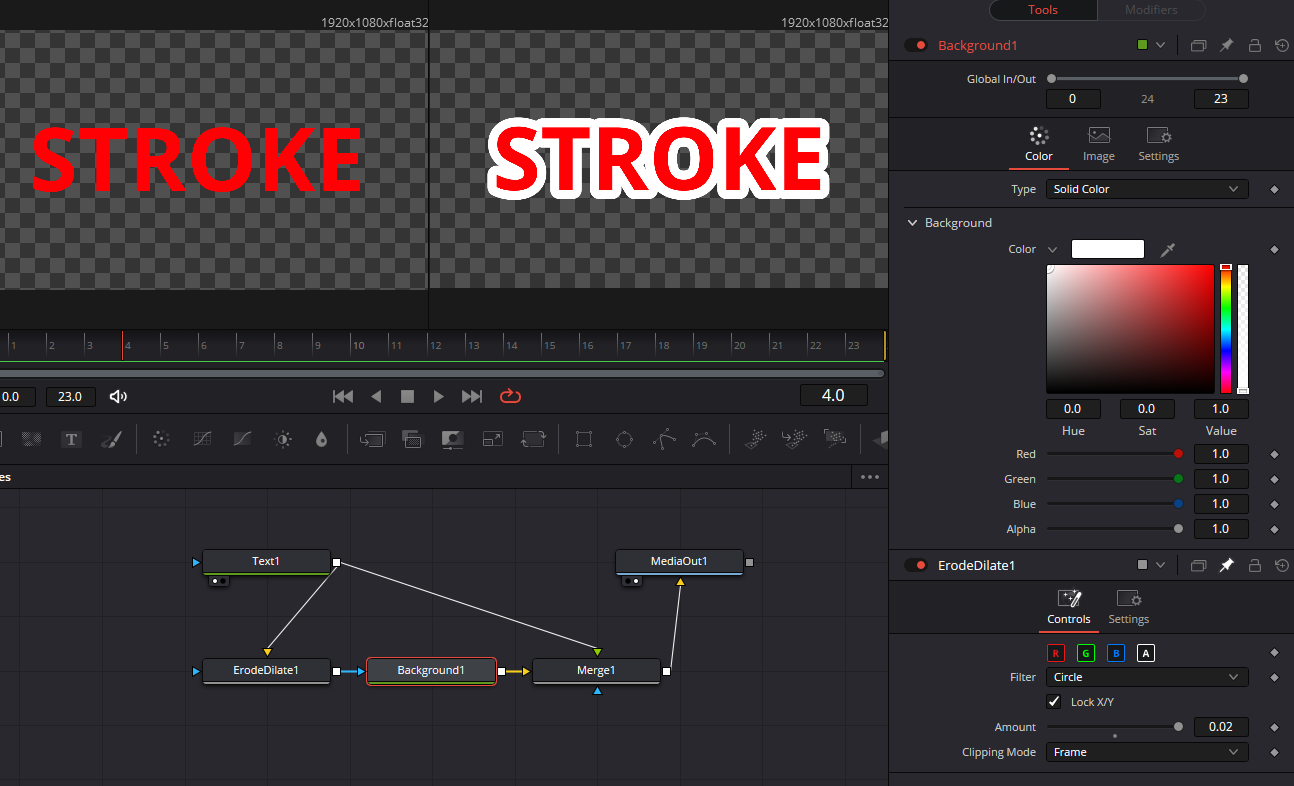 Tools Modifiers
1920x1080xfloat32 1920x1080xfloat32
Background1
Global In/Out
0 24 23
STROKE STROKE
Color Image Settings
Type Solid Color
Background
Color
1 2 3 4 5 6 7 8 9 10 11 12 13 14 15 16 17 18 19 20 21 22 23
0.0 23.0 4.0
0.0 0.0 1.0
Hue Sat Value
T
Red 1.0
es
Green 1.0
Blue 1.0
Alpha 1.0
Text1 MediaOut1
ErodeDilate1
Controls Settings
R G B A
ErodeDilate1 Background1 Merge1
Filter Circle
Lock X/Y
Amount 0.02
Clipping Mode Frame